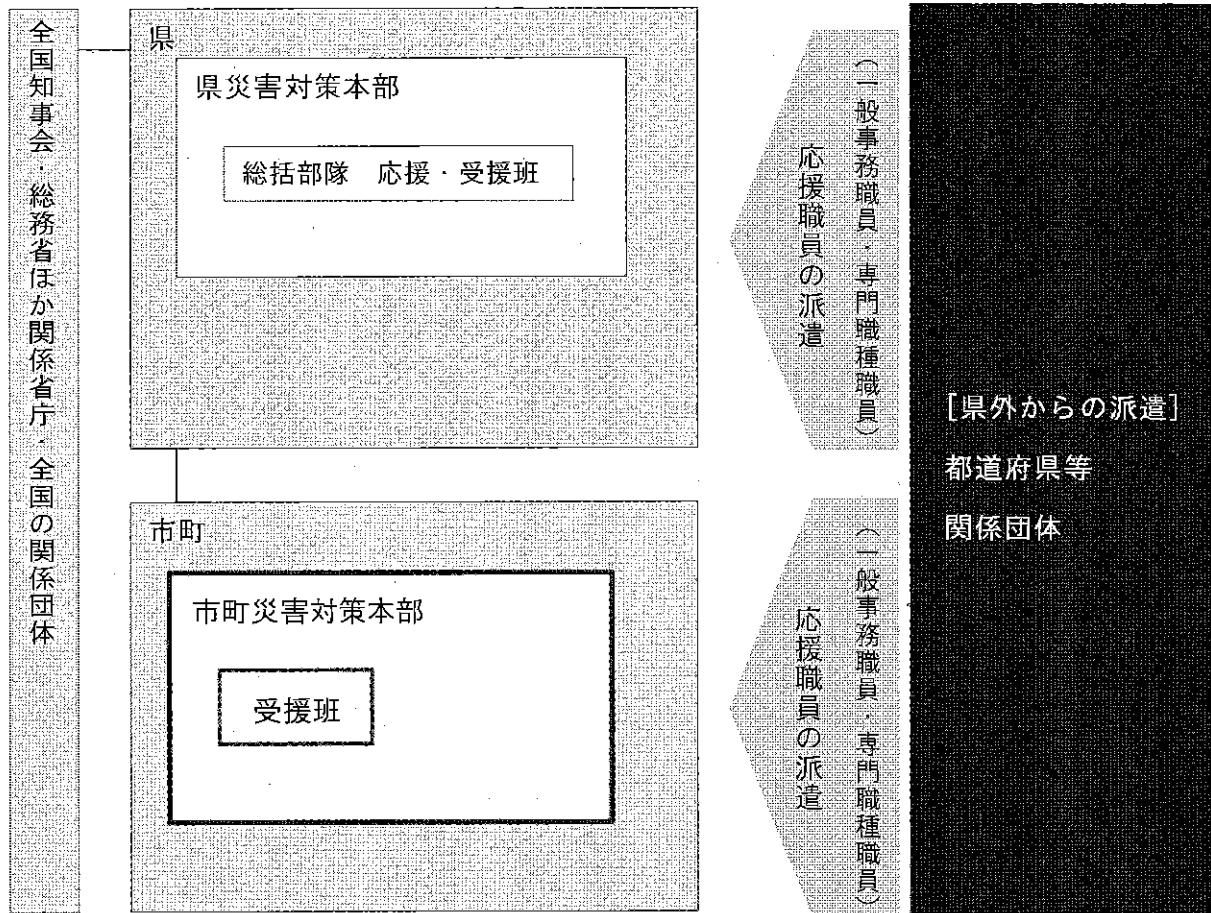 全国知事会・総務省ほか関係省庁・全国の関係団体
県
県災害対策本部
総括部隊　応援・受援班
応援職員の派遣
（一般事務職員・専門職種職員）
市町
市町災害対策本部
受援班
応援職員の派遣
（一般事務職員・専門職種職員）
[県外からの派遣]
都道府県等
関係団体